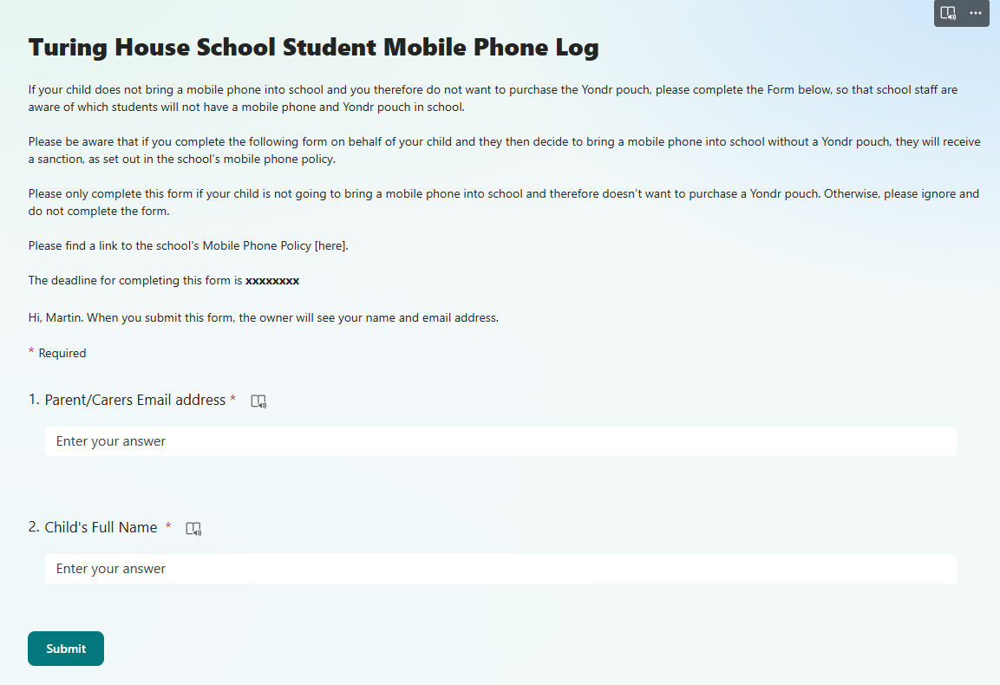 Turing House School Student Mobile Phone Log
If your child does not bring a mobile phone into school and you therefore do not want to purchase the Yondr pouch, please complete the Form below, so that school staff are
aware of which students will not have a mobile phone and Yondr pouch in school.
Please be aware that if you complete the following form on behalf of your child and they then decide to bring a mobile phone into school without a Yondr pouch, they will receive
a sanction, as set out in the school’s mobile phone policy.
Please only complete this form if your child is not going to bring a mobile phone into school and therefore doesn’t want to purchase a Yondr pouch. Otherwise, please ignore and
do not complete the form.
Please find a link to the school's Mobile Phone Policy [here].
The deadline for completing this form is xxxxxxxx
Hi, Martin. When you submit this form, the owner will see your name and email address.
* Required
1. Parent/Carers Email address *
Enter your answer
2. Child's Full Name *
Enter your answer
Submit